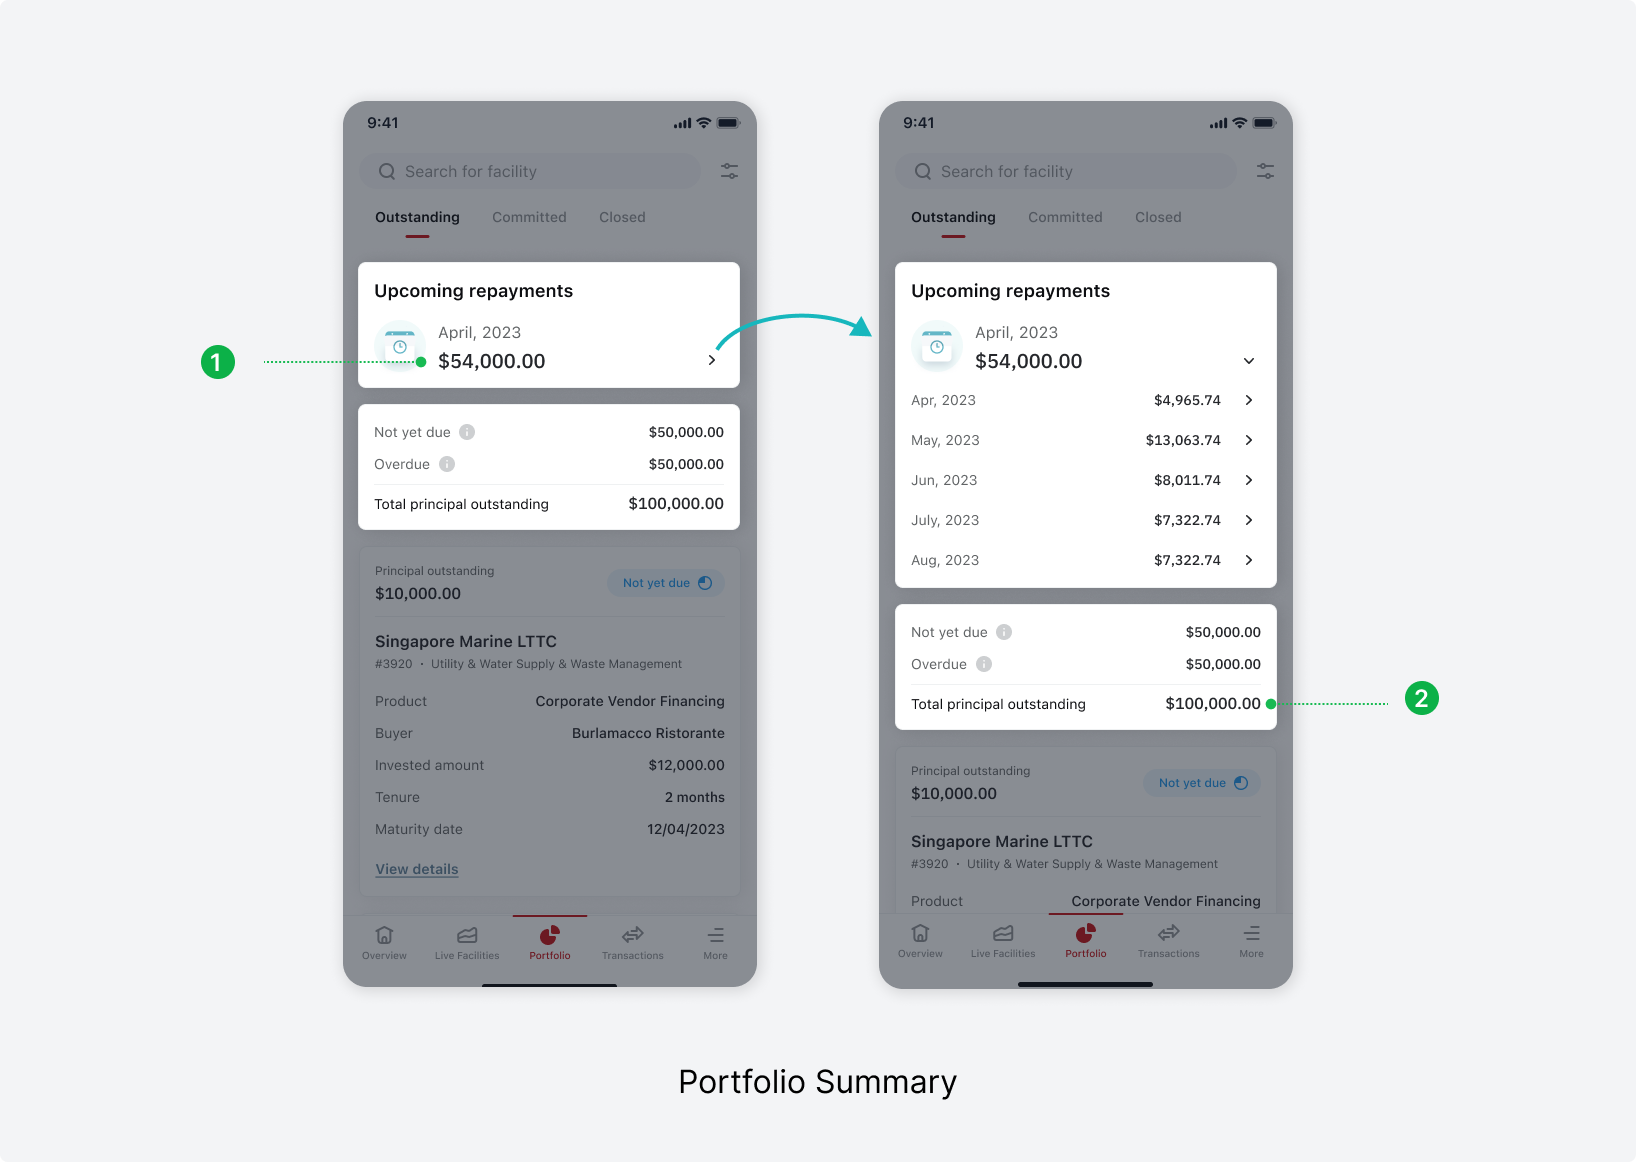 9:41
Search for facility
Outstanding Committed Closed
Upcoming repayments
April, 2023
1
$54,000.00
Not yet due $50,000.00
Overdue $50,000.00
Total principal outstanding $100,000.00
Principal outstanding
$10,000.00
Not yet due
Singapore Marine LTTC
#3920 • Utility & Water Supply & Waste Management
Product Corporate Vendor Financing
Buyer Burlamacco Ristorante
Invested amount $12,000.00
Tenure 2 months
Maturity date 12/04/2023
View details
Overview Live Facilities Portfolio Transactions More
9:41
Search for facility
Outstanding Committed Closed
Upcoming repayments
April, 2023
$54,000.00
Apr, 2023 $4,965.74
May, 2023 $13,063.74
Jun, 2023 $8,011.74
July, 2023 $7,322.74
Aug, 2023 $7,322.74
Not yet due $50,000.00
Overdue $50,000.00
Total principal outstanding $100,000.00
2
Principal outstanding
$10,000.00
Not yet due
Singapore Marine LTTC
#3920 • Utility & Water Supply & Waste Management
Product Corporate Vendor Financing
Overview Live Facilities Portfolio Transactions More
Portfolio Summary